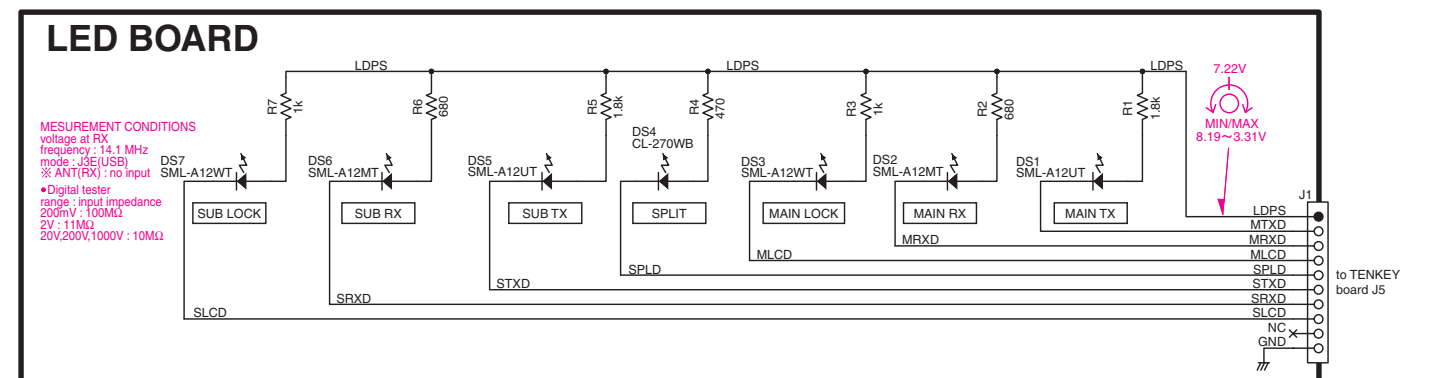 LED BOARD
LDPS
LDPS
LDPS
7.22V
MIN/MAX
8.19～3.31V
R7
1k
R6
680
R5
1.8k
R4
470
R3
1k
R2
680
R1
1.8k
MESUREMENT CONDITIONS
voltage at RX
frequency : 14.1 MHz
mode : J3E(USB)
※ ANT(RX) : no input
●Digital tester
range : input impedance
200mV : 100MΩ
2V : 11MΩ
20V,200V,1000V : 10MΩ
DS7
SML-A12WT
DS6
SML-A12MT
DS5
SML-A12UT
DS4
CL-270WB
DS3
SML-A12WT
DS2
SML-A12MT
DS1
SML-A12UT
SUB LOCK
SUB RX
SUB TX
SPLIT
MAIN LOCK
MAIN RX
MAIN TX
J1
LDPS
MTXD
MRXD
MRXD
MLCD
MLCD
SPLD
SPLD
STXD
STXD
SRXD
SRXD
SLCD
SLCD
NC
GND
to TENKEY
board J5